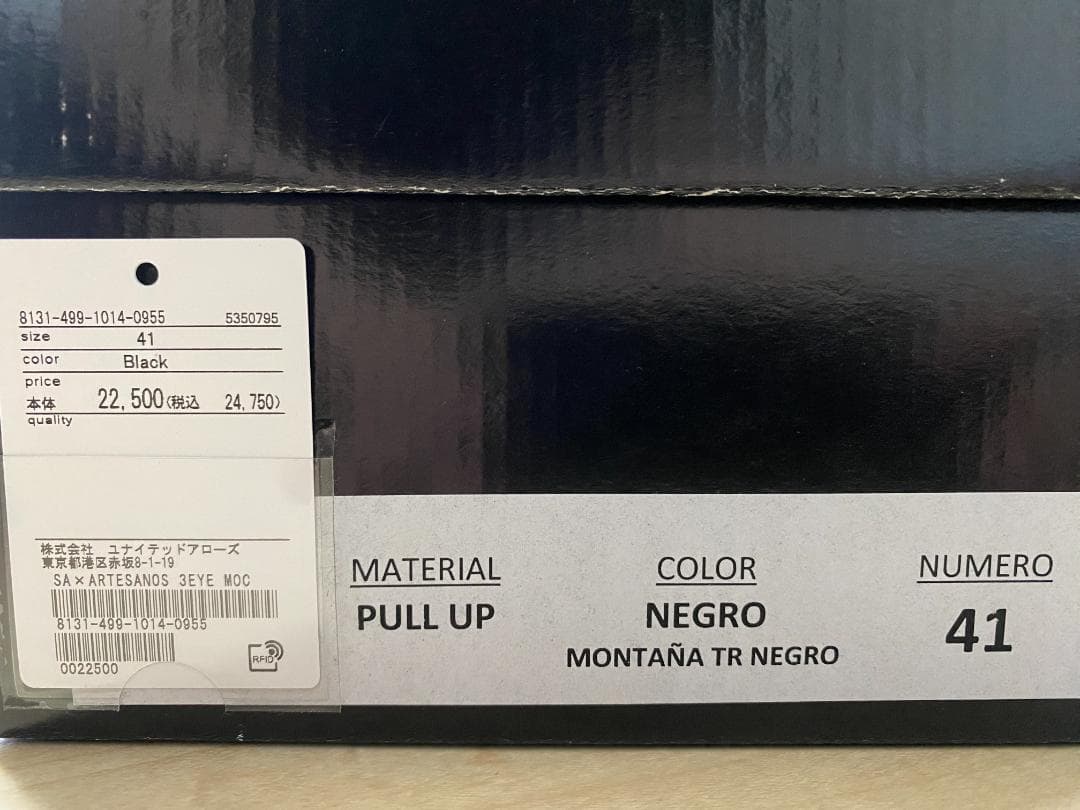 8131-499-1014-0955 5350795
size 41
color Black
price
本体 22,500(税込 24,750)
quality
株式会社 ユナイテッドアローズ
東京都港区赤坂8-1-19
SA×ARTESANOS 3EYE MOC
8131-499-1014-0955
0022500
RFID
MATERIAL COLOR NUMERO
PULL UP NEGRO 41
MONTAÑA TR NEGRO